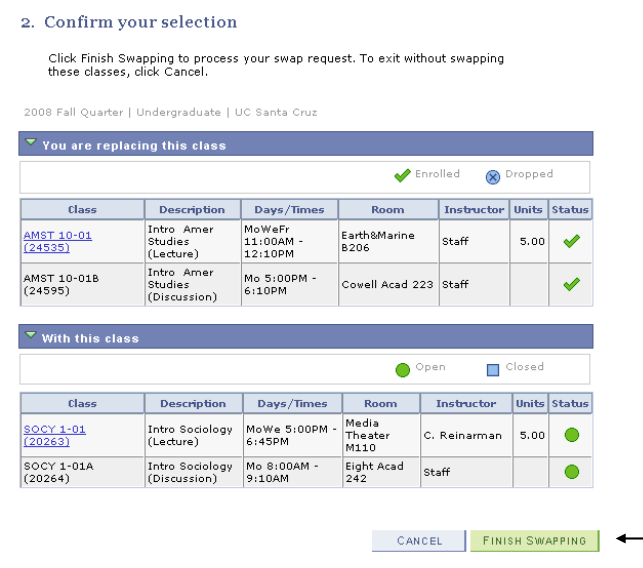 2. Confirm your selection
Click Finish Swapping to process your swap request. To exit without swapping
these classes, click Cancel.
2008 Fall Quarter | Undergraduate | UC Santa Cruz
You are replacing this class
Enrolled Dropped
Class Description Days/Times Room Instructor Units Status
AMST 10-01 (24535) Intro Amer Studies (Lecture) MoWeFr 11:00AM - 12:10PM Earth&Marine B206 Staff 5.00
AMST 10-01B (24595) Intro Amer Studies (Discussion) Mo 5:00PM - 6:10PM Cowell Acad 223 Staff
With this class
Open Closed
Class Description Days/Times Room Instructor Units Status
SOCY 1-01 (20263) Intro Sociology (Lecture) MoWe 5:00PM - 6:45PM Media Theater M110 C. Reinarman 5.00
SOCY 1-01A (20264) Intro Sociology (Discussion) Mo 8:00AM - 9:10AM Eight Acad 242 Staff
CANCEL FINISH SWAPPING